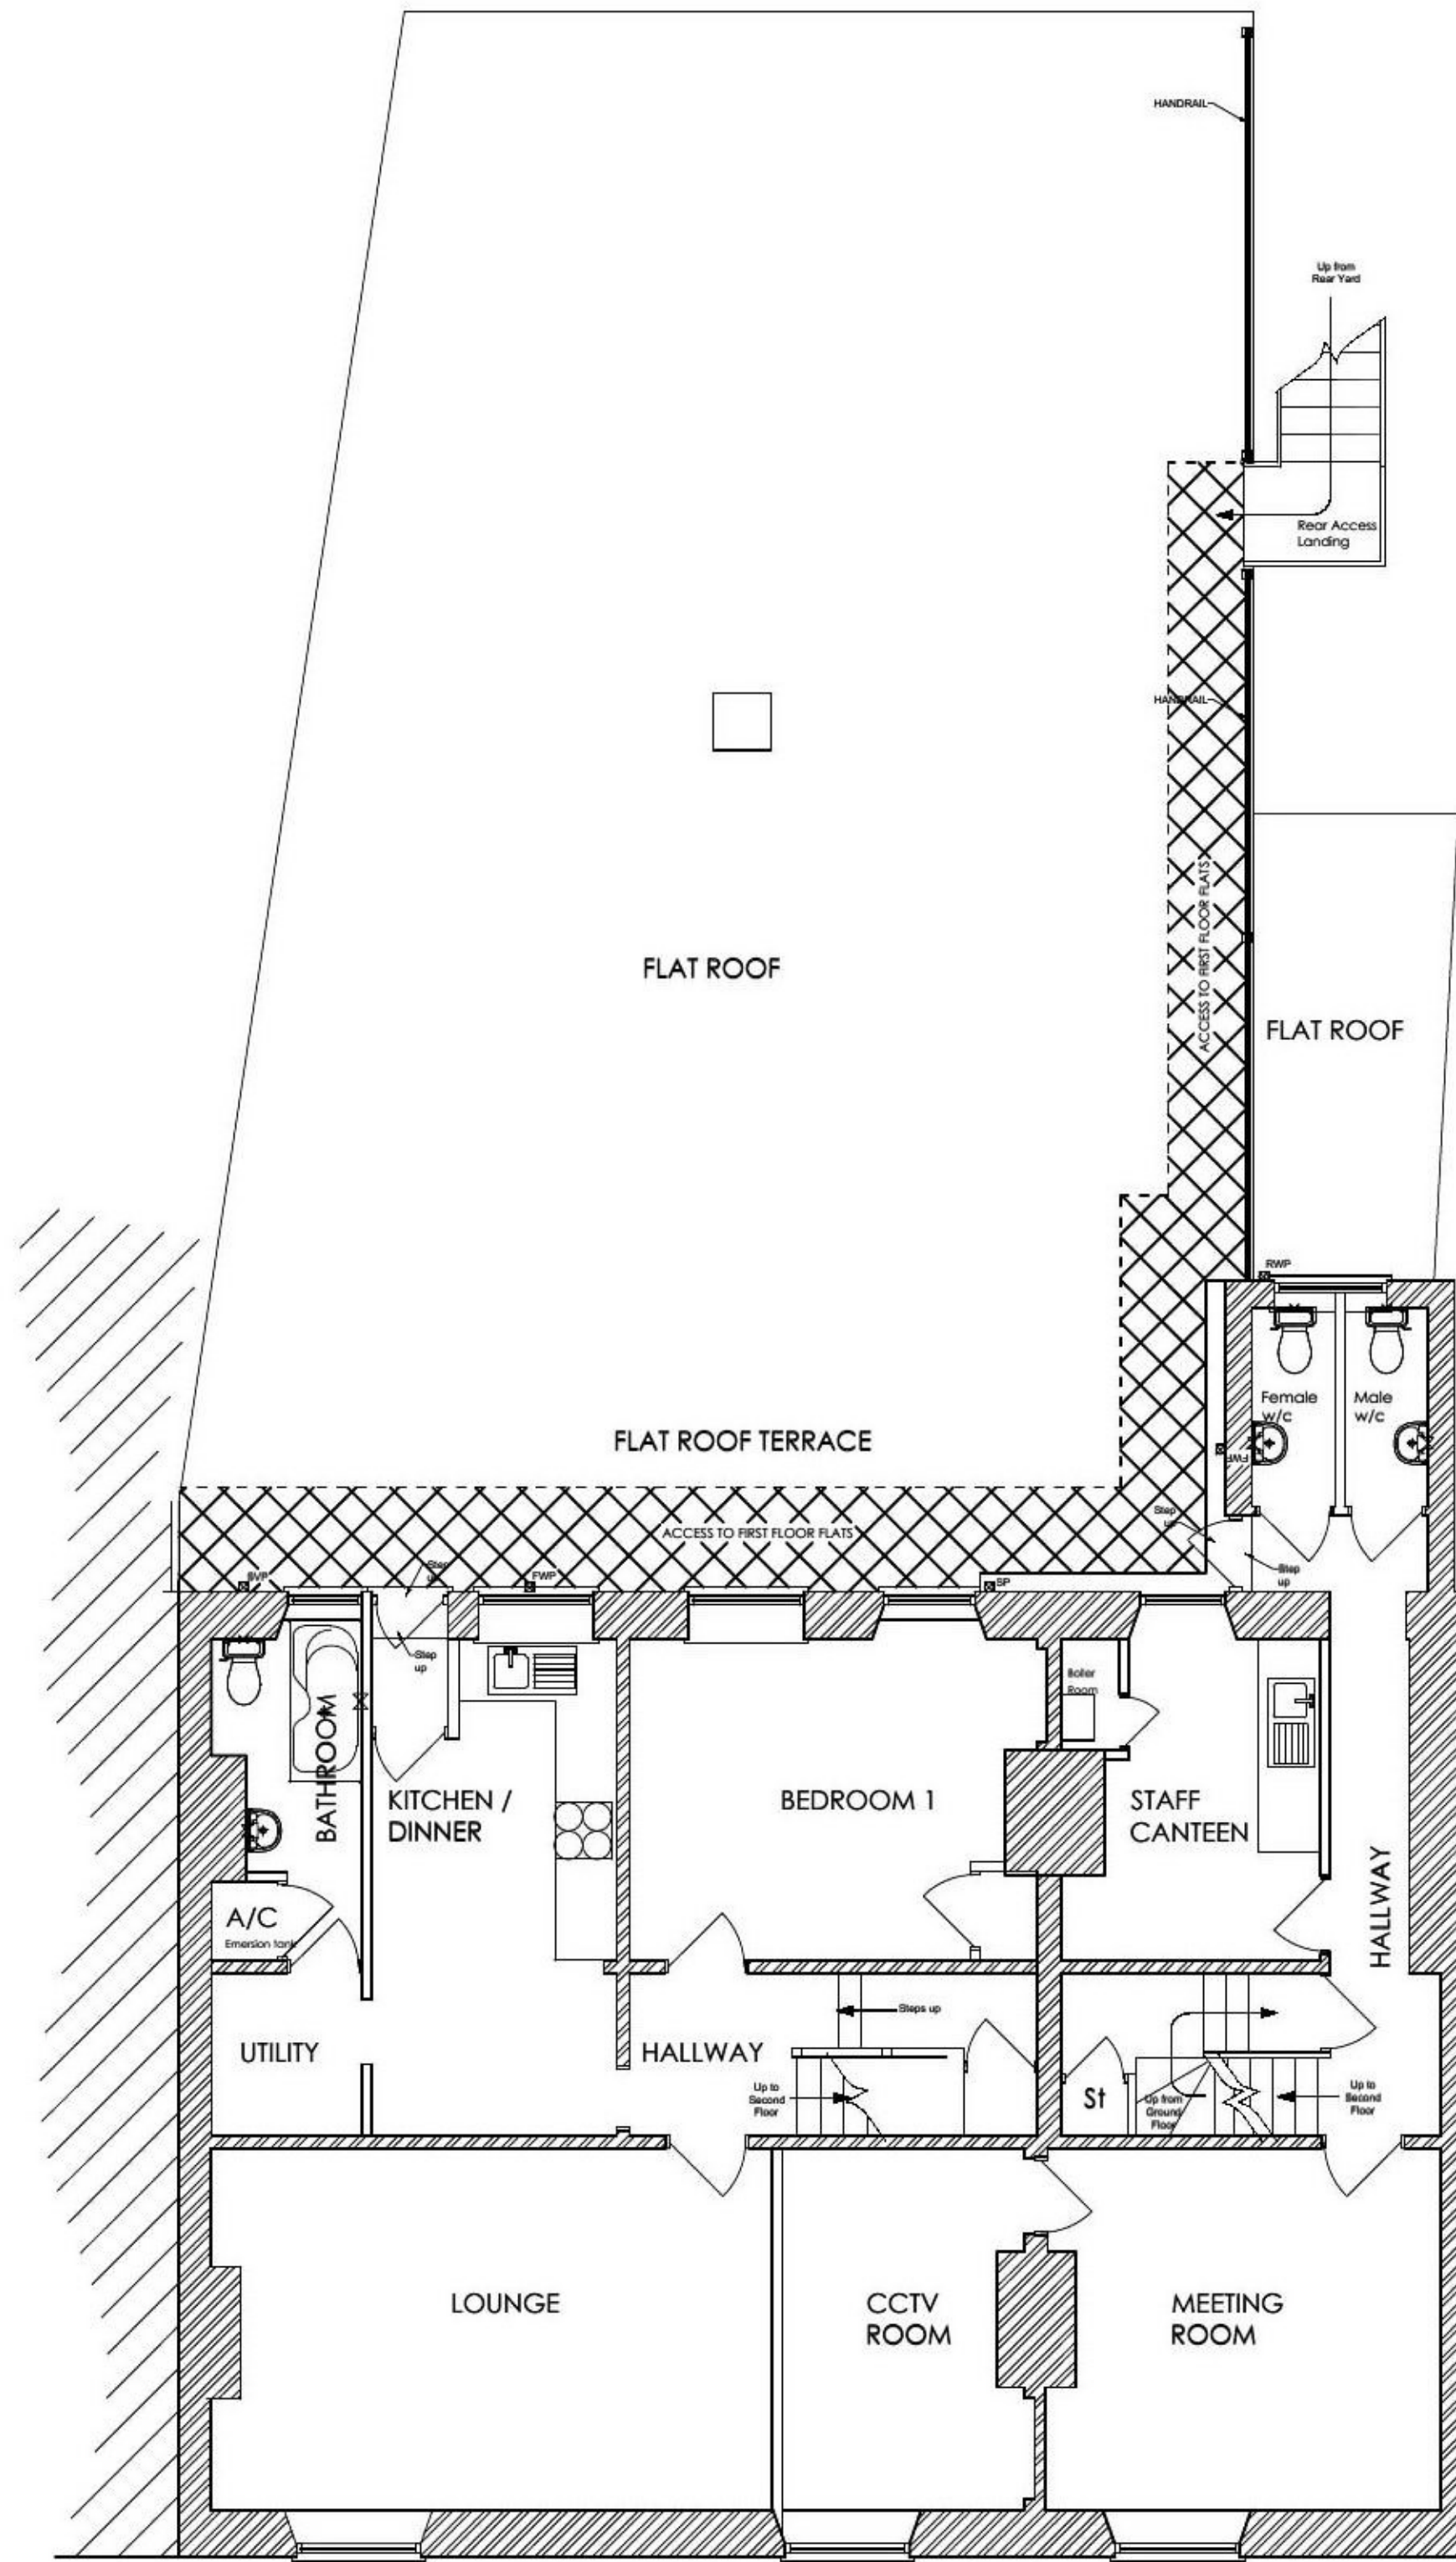 HANDRAIL
Up from
Rear Yard
Rear Access
Landing
HANDRAIL
ACCESS TO FIRST FLOOR FLATS
FLAT ROOF
FLAT ROOF
RWP
Female
w/c
Male
w/c
FWP
FLAT ROOF TERRACE
Step
up
ACCESS TO FIRST FLOOR FLATS
Step
up
SVP
Step
up
FWP
SP
Step
up
Boiler
Room
BATHROOM
KITCHEN /
DINNER
BEDROOM 1
STAFF
CANTEEN
HALLWAY
A/C
Emersion tank
Steps up
UTILITY
HALLWAY
Up to
Second
Floor
St
Up from
Ground
Floor
Up to
Second
Floor
LOUNGE
CCTV
ROOM
MEETING
ROOM